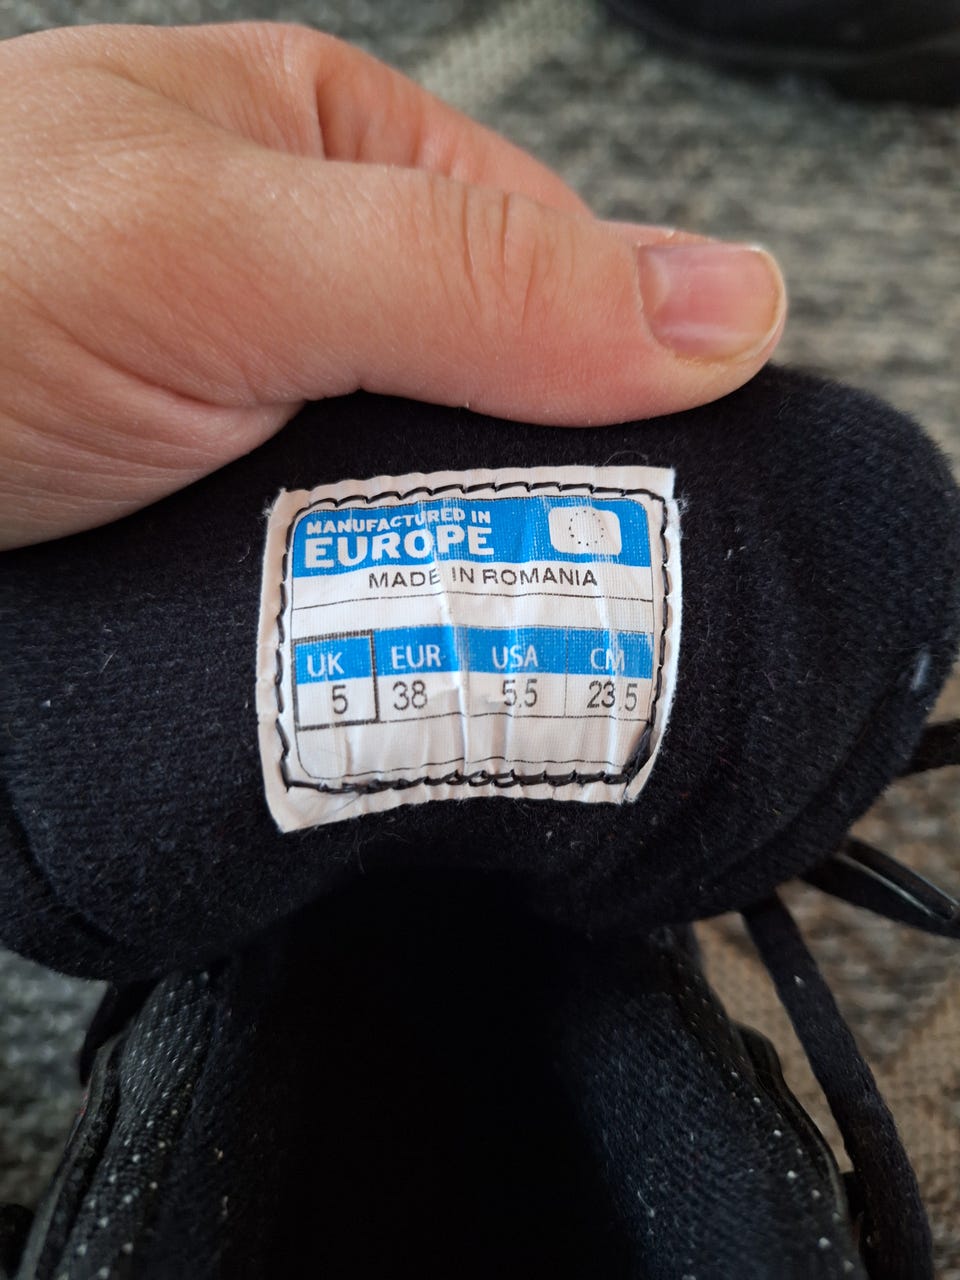 MANUFACTURED IN
EUROPE
MADE IN ROMANIA
UK EUR USA CM
5 38 5.5 23.5